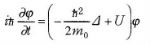 iħ ∂φ/∂t = ( − ħ²/2m₀ Δ + U ) φ